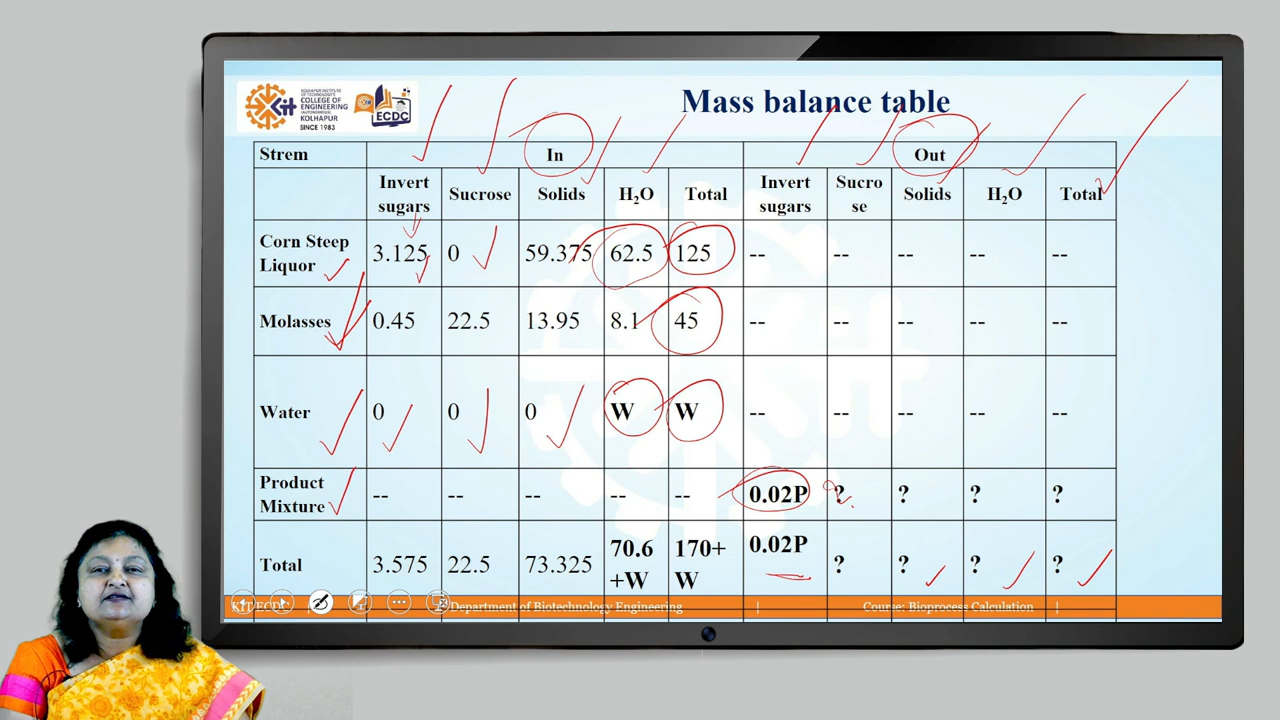 KOLHAPUR INSTITUTE OF TECHNOLOGY'S
COLLEGE OF
ENGINEERING
KOLHAPUR
SINCE 1983
Kit
ECDC
Mass balance table
Strem In Out
Invert sugars Sucrose Solids H₂O Total Invert sugars Sucro se Solids H₂O Total
Corn Steep Liquor 3.125 0 59.375 62.5 125 -- -- -- -- --
Molasses 0.45 22.5 13.95 8.1 45 -- -- -- -- --
Water 0 0 0 W W -- -- -- -- --
Product Mixture -- -- -- -- -- 0.02P ? ? ? ?
Total 3.575 22.5 73.325 70.6 +W 170+ W 0.02P ? ? ? ?
KIT/ECDC | Department of Biotechnology Engineering | Course: Bioprocess Calculation |